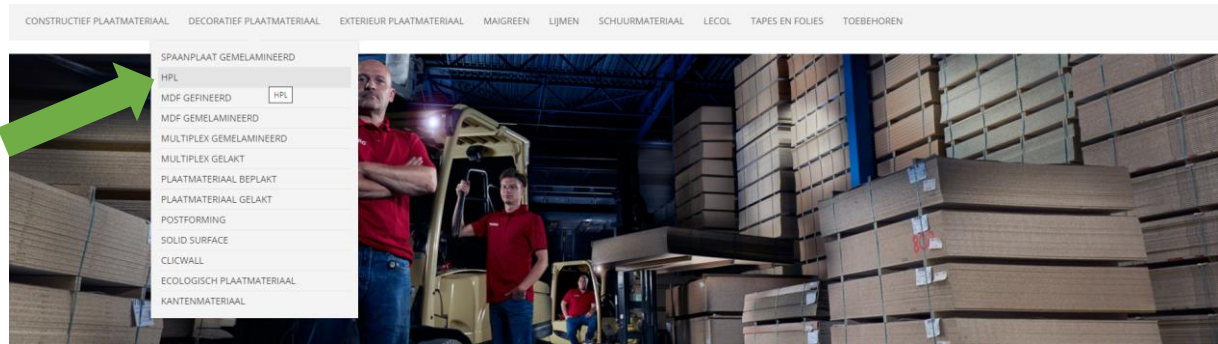 CONSTRUCTIEF PLAATMATERIAAL DECORATIEF PLAATMATERIAAL EXTERIEUR PLAATMATERIAAL MAIGREEN LIJMEN SCHUURMATERIAAL LECOL TAPES EN FOLIES TOEBEHOREN
SPAANPLAAT GEMELAMINEERD
HPL
MDF GEFINEERD
HPL
MDF GEMELAMINEERD
MULTIPLEX GEMELAMINEERD
MULTIPLEX GELAKT
PLAATMATERIAAL BEPLAKT
PLAATMATERIAAL GELAKT
POSTFORMING
SOLID SURFACE
CLICWALL
ECOLOGISCH PLAATMATERIAAL
KANTENMATERIAAL